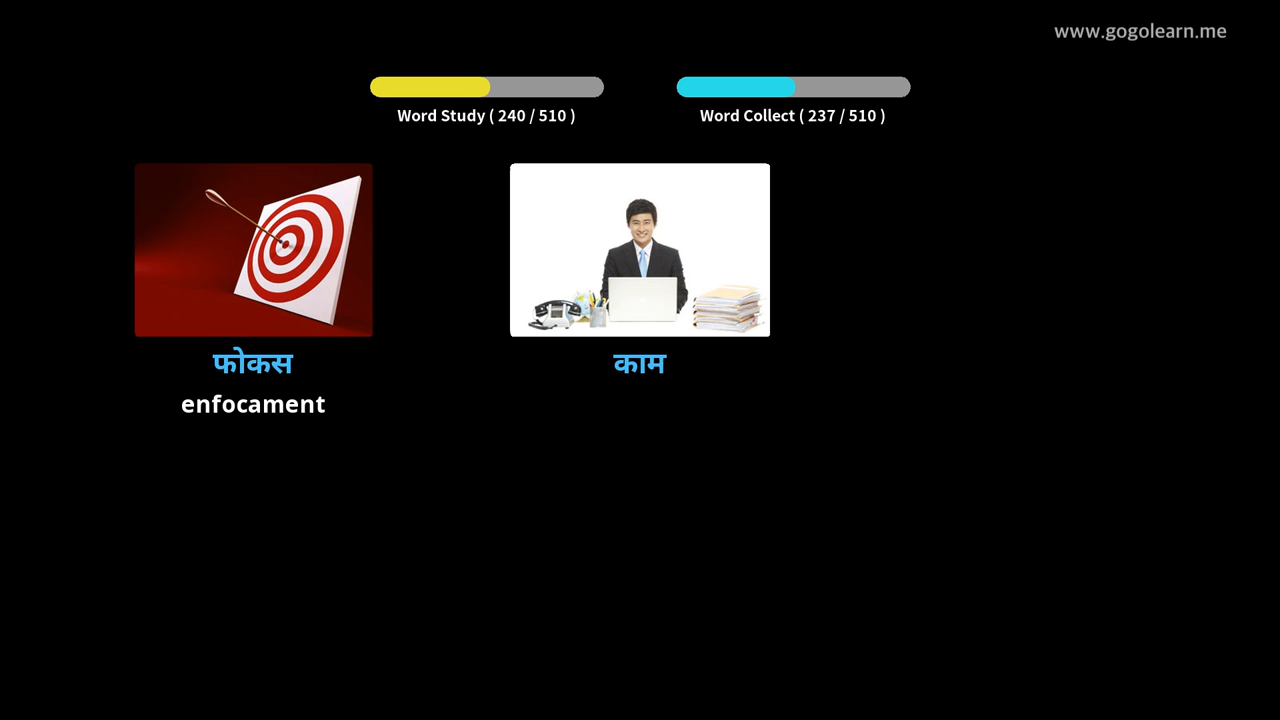 www.gogolearn.me
Word Study ( 240 / 510 )
Word Collect ( 237 / 510 )
फोकस
enfocament
काम